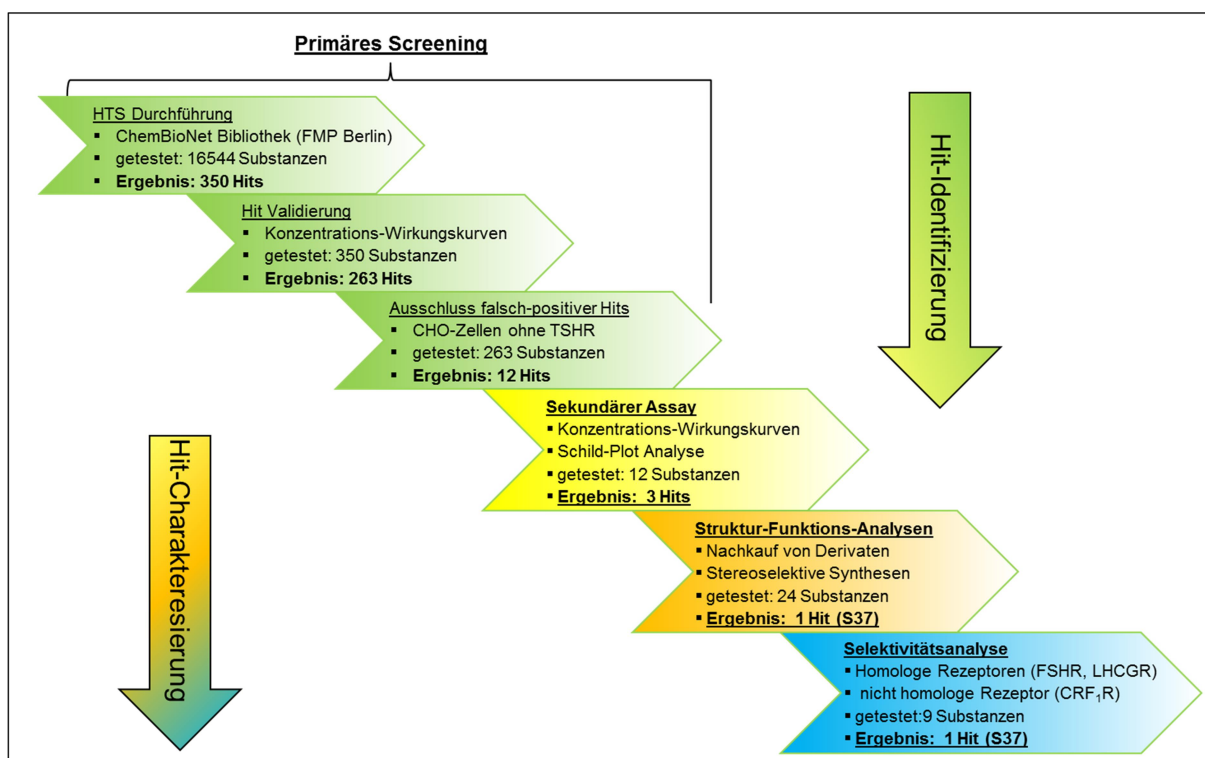 Primäres Screening
HTS Durchführung
▪ ChemBioNet Bibliothek (FMP Berlin)
▪ getestet: 16544 Substanzen
▪ Ergebnis: 350 Hits
Hit Validierung
▪ Konzentrations-Wirkungskurven
▪ getestet: 350 Substanzen
▪ Ergebnis: 263 Hits
Ausschluss falsch-positiver Hits
▪ CHO-Zellen ohne TSHR
▪ getestet: 263 Substanzen
▪ Ergebnis: 12 Hits
Sekundärer Assay
▪ Konzentrations-Wirkungskurven
▪ Schild-Plot Analyse
▪ getestet: 12 Substanzen
▪ Ergebnis: 3 Hits
Struktur-Funktions-Analysen
▪ Nachkauf von Derivaten
▪ Stereoselektive Synthesen
▪ getestet: 24 Substanzen
▪ Ergebnis: 1 Hit (S37)
Selektivitätsanalyse
▪ Homologe Rezeptoren (FSHR, LHCGR)
▪ nicht homologe Rezeptor (CRF₁R)
▪ getestet:9 Substanzen
▪ Ergebnis: 1 Hit (S37)
Hit-Identifizierung
Hit-Charakteresierung